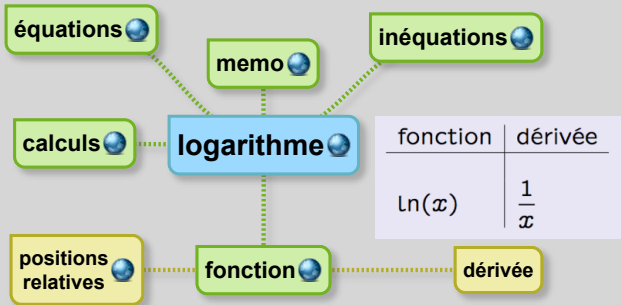 équations
inéquations
memo
calculs
logarithme
fonction | dérivée
ln(x) | 1/x
positions
relatives
fonction
dérivée